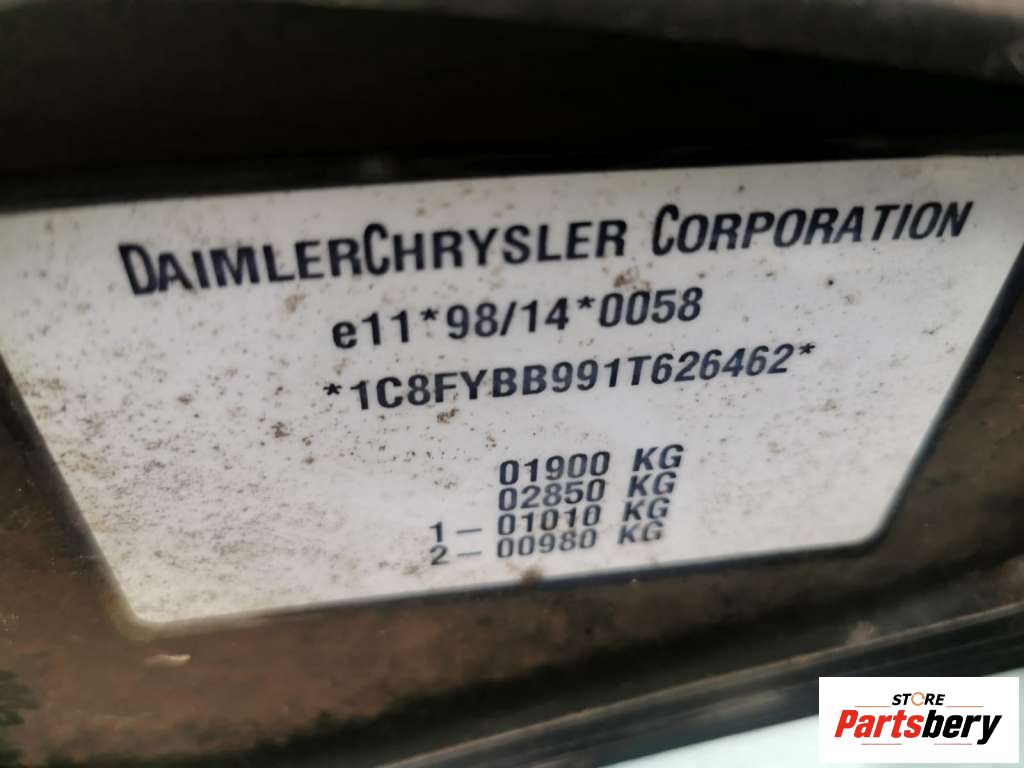 DAIMLERCHRYSLER CORPORATION
e11*98/14*0058
*1C8FYBB991T626462*
01900 KG
02850 KG
1-01010 KG
2-00980 KG
STORE
Partsbery